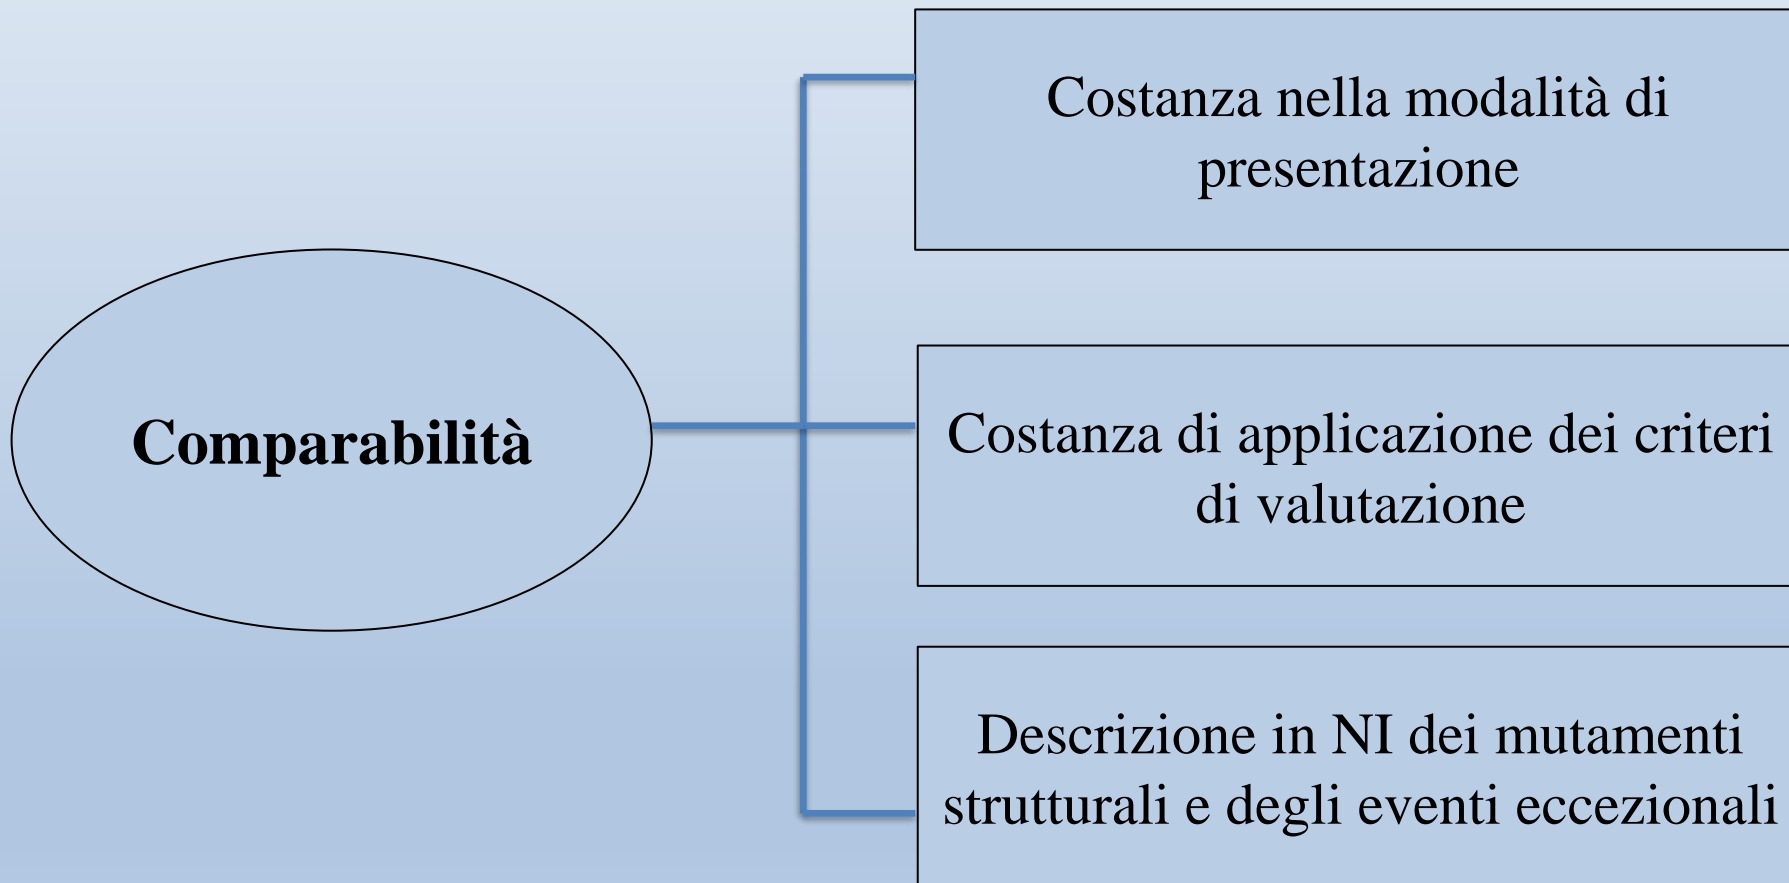 Costanza nella modalità di
presentazione
Comparabilità
Costanza di applicazione dei criteri
di valutazione
Descrizione in NI dei mutamenti
strutturali e degli eventi eccezionali